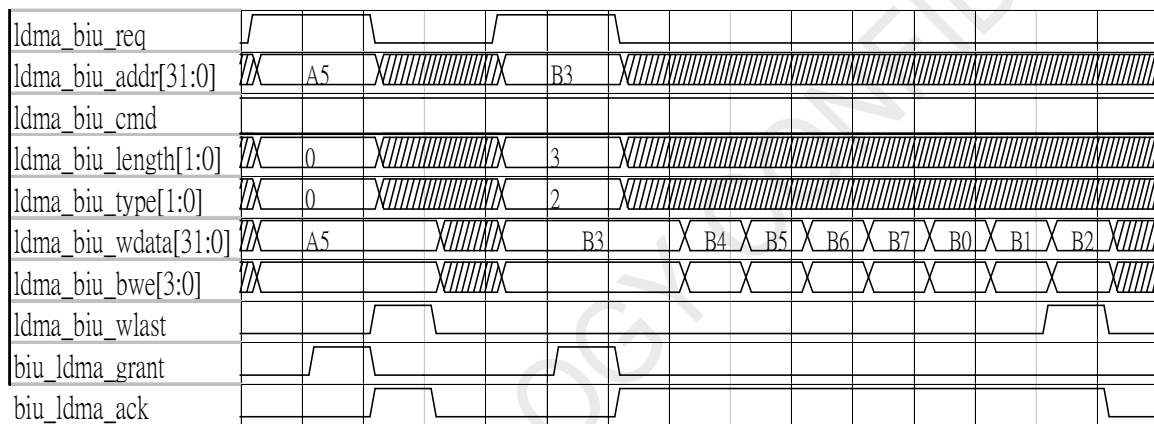 ldma_biu_req
ldma_biu_addr[31:0] A5 B3
ldma_biu_cmd
ldma_biu_length[1:0] 0 3
ldma_biu_type[1:0] 0 2
ldma_biu_wdata[31:0] A5 B3 B4 B5 B6 B7 B0 B1 B2
ldma_biu_bwe[3:0]
ldma_biu_wlast
biu_ldma_grant
biu_ldma_ack